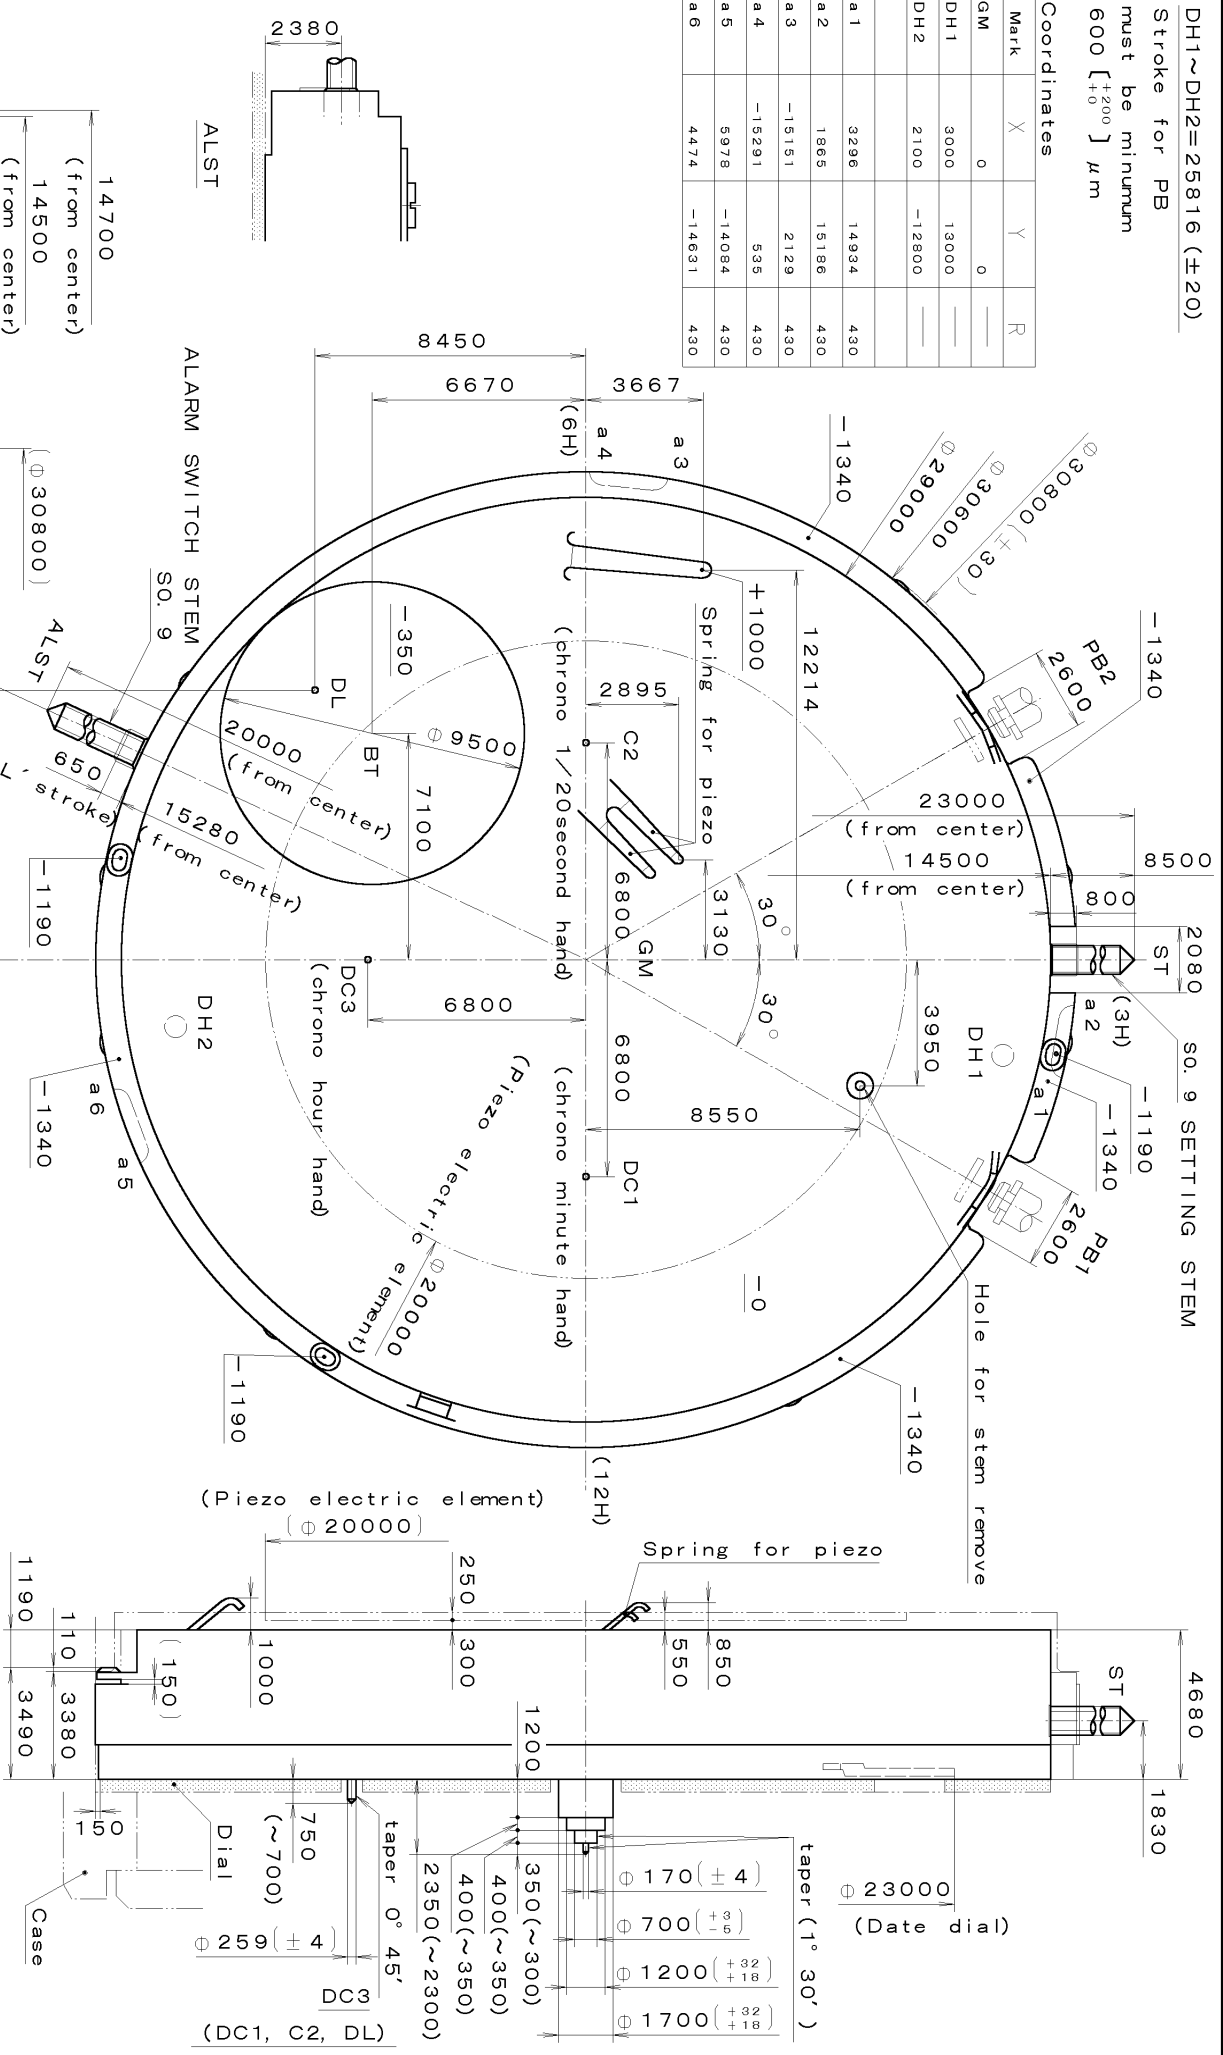 DH1~DH2=25816 (±20)
Stroke for PB
must be minumum
600 [+200 +0] μm
Coordinates
Mark X Y R
GM 0 0 —
DH1 3000 13000 —
DH2 2100 -12800 —
a1 3296 14934 430
a2 1865 15186 430
a3 -15151 2129 430
a4 -15291 535 430
a5 5978 -14084 430
a6 4474 -14631 430
2380
ALST
14700
(from center)
14500
(from center)
8450
6670
3667
(6H)
a4
a3
-1340
φ29000
φ30600
φ30800(±30)
ALARM SWITCH STEM
S0. 9
(φ30800)
ALST
-1340
PB2
2600
+1000
12214
Spring for piezo
(chrono 1/20second hand)
2895
C2
-350
DL
BT
φ9500
20000
(from center)
7100
650
L' stroke)
15280
(from center)
-1190
23000
(from center)
14500
(from center)
8500
800
2080
ST
(3H)
a2
S0. 9 SETTING STEM
6800
3130
GM
30°
30°
3950
DH1
a1
-1190
-1340
DC3
(chrono hour hand)
6800
DH2
6800
8550
DC1
(chrono minute hand)
(Piezo electric element)
φ20000
-1340
a6
a5
PB1
2600
-0
Hole for stem remove
-1340
-1190
(12H)
(Piezo electric element)
(φ20000)
Spring for piezo
250
300
550
850
1000
1190
110
(150)
3490
3380
1200
ST
4680
1830
150
Dial
Case
750
(~700)
taper 0° 45′
φ259(±4)
DC3
(DC1, C2, DL)
2350(~2300)
400(~350)
400(~350)
350(~300)
φ170(±4)
φ700(+3 -5)
φ1200(+32 +18)
φ1700(+32 +18)
taper (1° 30′)
φ23000
(Date dial)